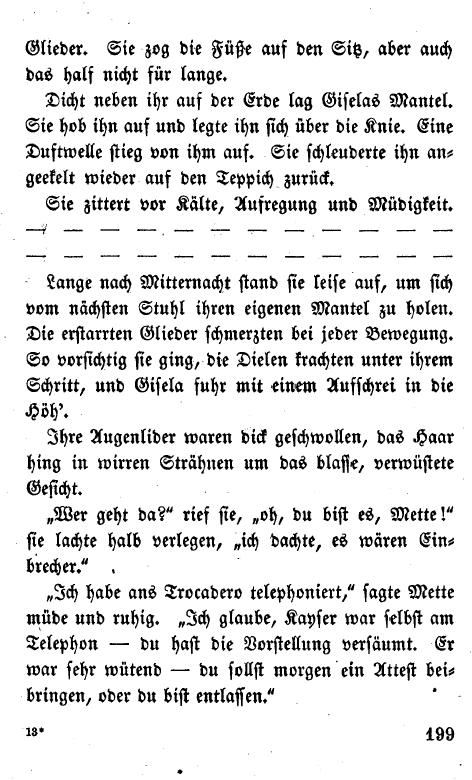 Glieder. Sie zog die Füße auf den Sitz, aber auch
das half nicht für lange.
Dicht neben ihr auf der Erde lag Giselas Mantel.
Sie hob ihn auf und legte ihn sich über die Knie. Eine
Duftwelle stieg von ihm auf. Sie schleuderte ihn an-
geekelt wieder auf den Teppich zurück.
Sie zittert vor Kälte, Aufregung und Müdigkeit.
— — — — — — — — — — — — —
— — — — — — — — — — — — —
Lange nach Mitternacht stand sie leise auf, um sich
vom nächsten Stuhl ihren eigenen Mantel zu holen.
Die erstarrten Glieder schmerzten bei jeder Bewegung.
So vorsichtig sie ging, die Dielen krachten unter ihrem
Schritt, und Gisela fuhr mit einem Aufschrei in die
Höh'.
Ihre Augenlider waren dick geschwollen, das Haar
hing in wirren Strähnen um das blasse, verwüstete
Gesicht.
„Wer geht da?“ rief sie, „oh, du bist es, Mette!“
sie lachte halb verlegen, „ich dachte, es wären Ein-
brecher.“
„Ich habe ans Trocadero telephoniert,“ sagte Mette
müde und ruhig. „Ich glaube, Kayser war selbst am
Telephon — du hast die Vorstellung versäumt. Er
war sehr wütend — du sollst morgen ein Attest bei-
bringen, oder du bist entlassen.“
13*
199